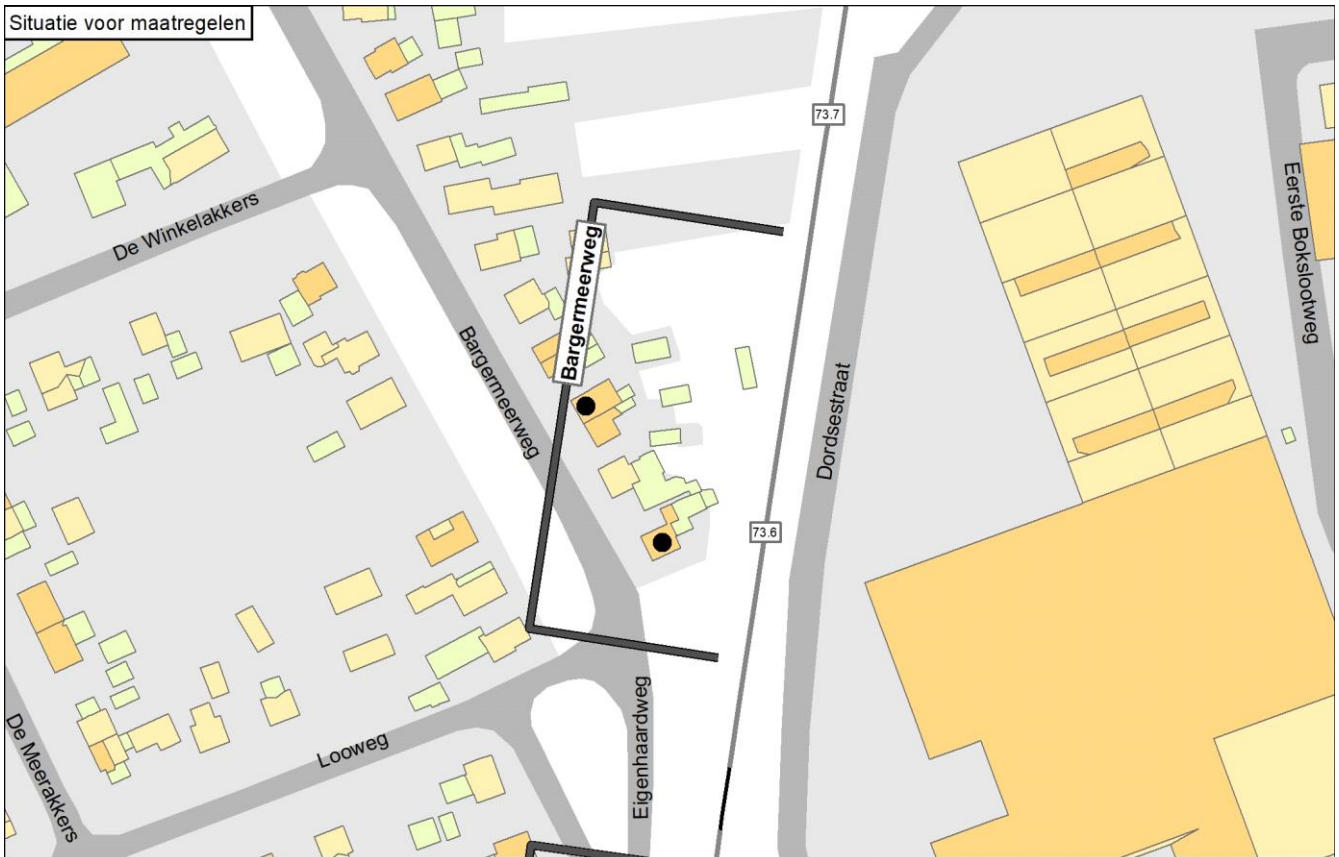 Situatie voor maatregelen
73.7
De Winkelakkers
Eerste Bokslootweg
Bargermeerweg
Bargermeerweg
Dordsestraat
73.6
Eigenhaardweg
Looweg
De Meerakkers